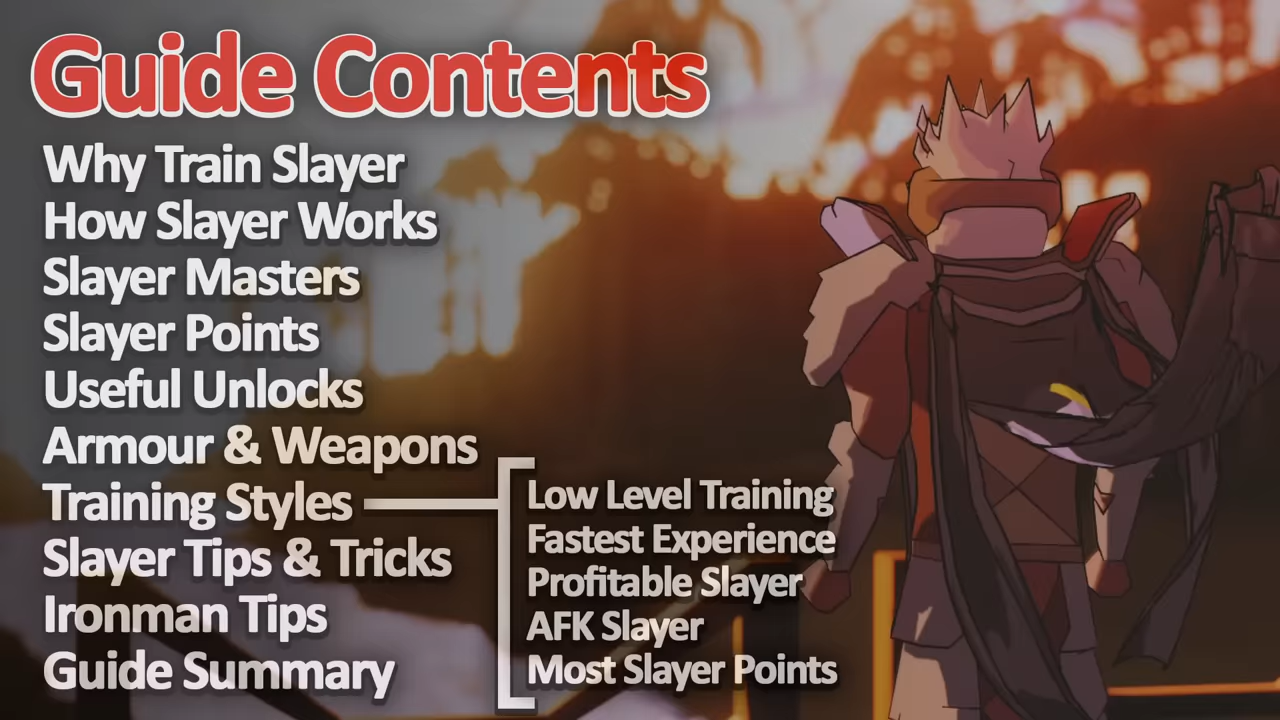 Guide Contents
Why Train Slayer
How Slayer Works
Slayer Masters
Slayer Points
Useful Unlocks
Armour & Weapons
Training Styles
Low Level Training
Fastest Experience
Profitable Slayer
AFK Slayer
Most Slayer Points
Slayer Tips & Tricks
Ironman Tips
Guide Summary